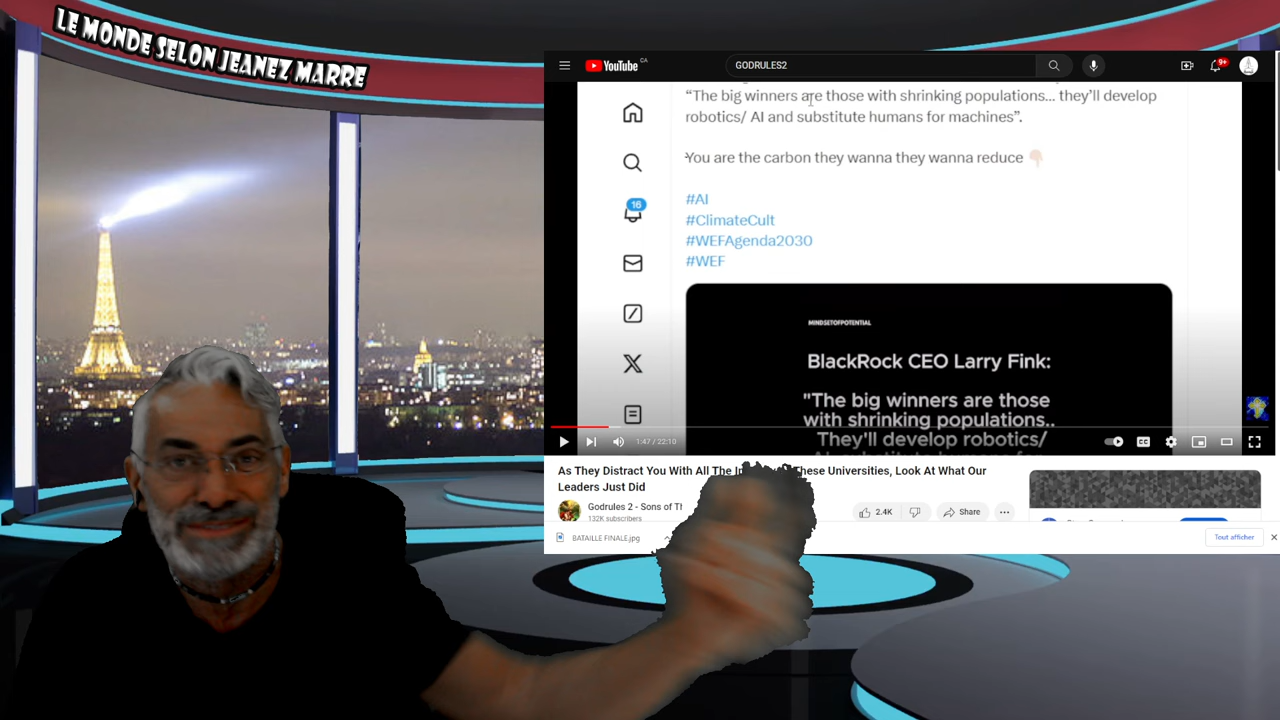 LE MONDE SELON JEANEZ MARRE
YouTube CA
GODRULES2
9+
“The big winners are those with shrinking populations... they’ll develop
robotics/ AI and substitute humans for machines”.
You are the carbon they wanna they wanna reduce
#AI
#ClimateCult
#WEFAgenda2030
#WEF
16
MINDSETOFPOTENTIAL
BlackRock CEO Larry Fink:
"The big winners are those
with shrinking populations..
They'll develop robotics/
1:47 / 22:10
As They Distract You With All The These Universities, Look At What Our
Leaders Just Did
Godrules 2 - Sons of
132K subscribers
2.4K
Share
BATAILLE FINALE.jpg
Tout afficher